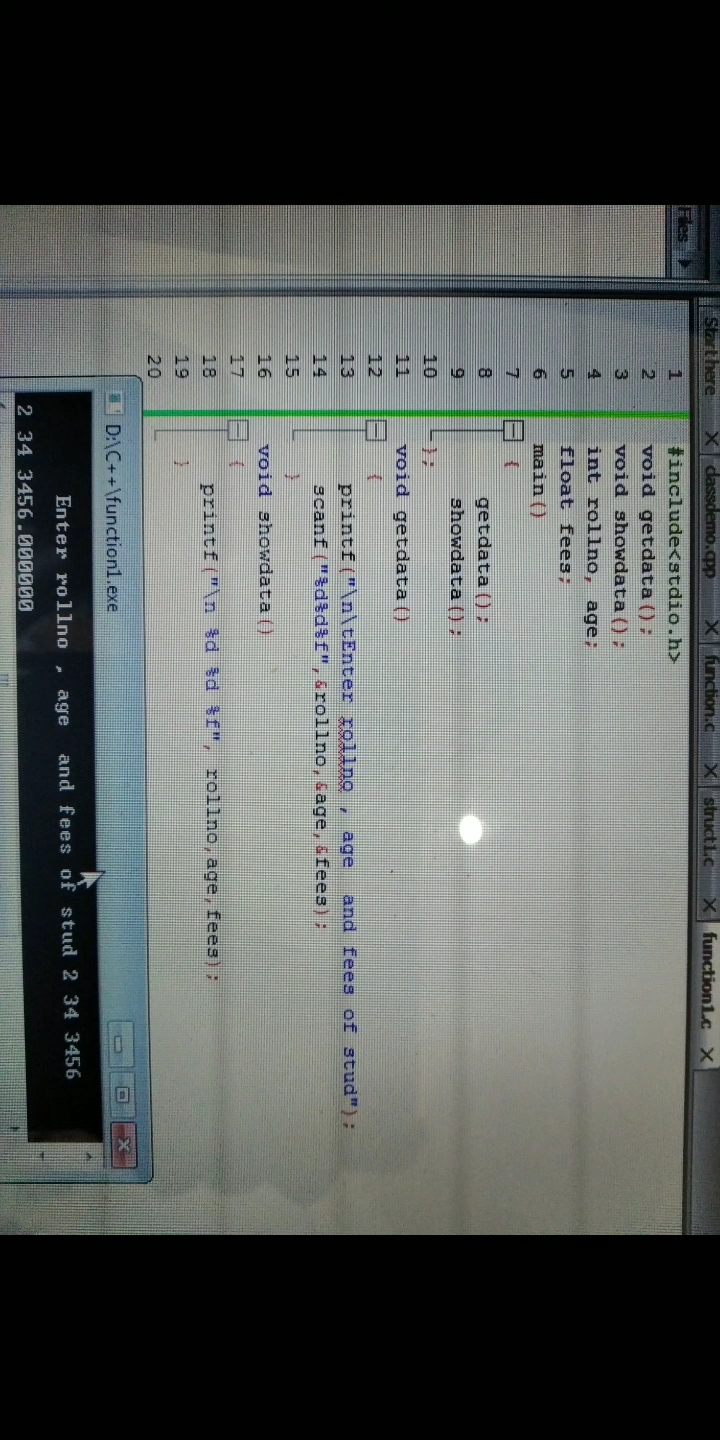 Files
Start here X classdemo.cpp X function.c X struct1.c X function1.c X
1 #include<stdio.h>
2 void getdata();
3 void showdata();
4 int rollno, age;
5 float fees;
6 main()
7 {
8 getdata();
9 showdata();
10 };
11 void getdata()
12 {
13 printf("\n\tEnter rollno , age  and fees of stud");
14 scanf("%d%d%f",&rollno,&age,&fees);
15 }
16 void showdata()
17 {
18 printf("\n %d %d %f", rollno,age,fees);
19 }
20
D:\C++\function1.exe
Enter rollno , age  and fees of stud 2 34 3456
2 34 3456.000000